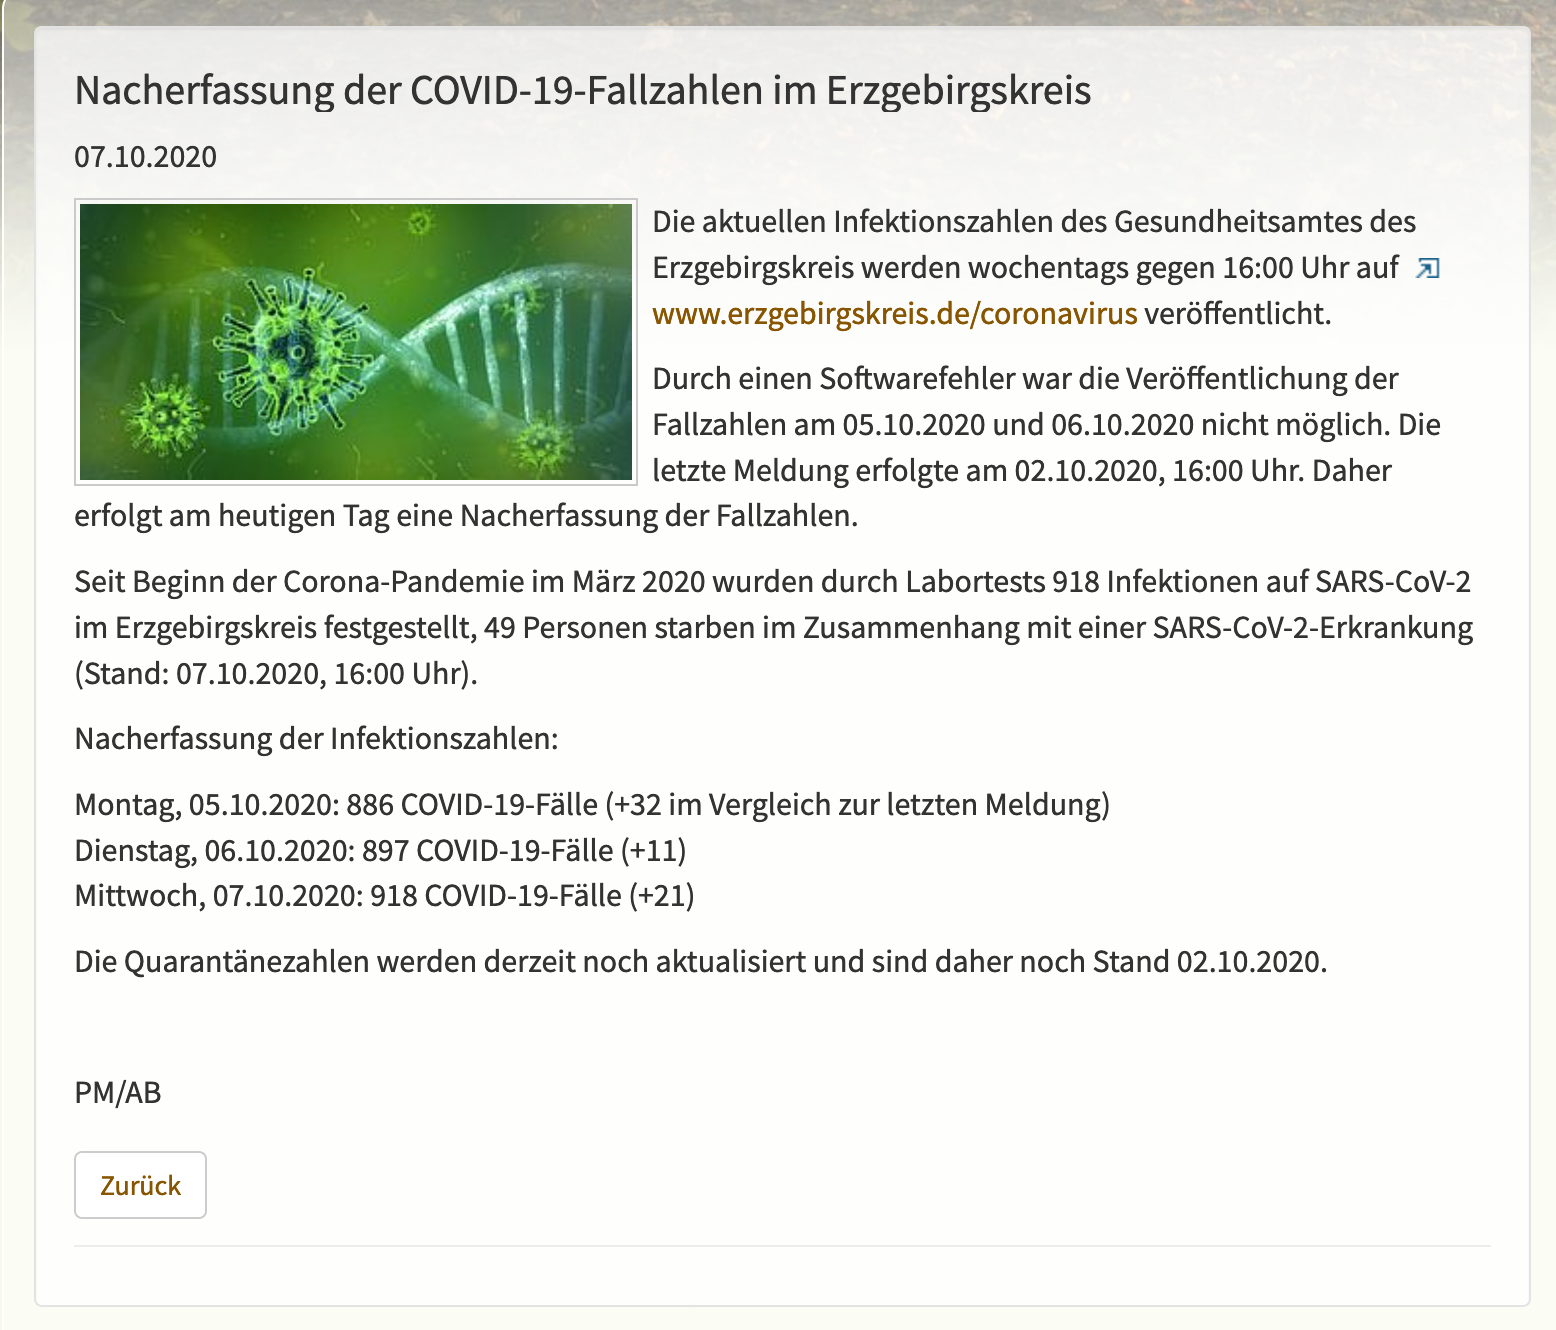 Nacherfassung der COVID-19-Fallzahlen im Erzgebirgskreis
07.10.2020
Die aktuellen Infektionszahlen des Gesundheitsamtes des
Erzgebirgskreis werden wochentags gegen 16:00 Uhr auf
www.erzgebirgskreis.de/coronavirus veröffentlicht.
Durch einen Softwarefehler war die Veröffentlichung der
Fallzahlen am 05.10.2020 und 06.10.2020 nicht möglich. Die
letzte Meldung erfolgte am 02.10.2020, 16:00 Uhr. Daher
erfolgt am heutigen Tag eine Nacherfassung der Fallzahlen.
Seit Beginn der Corona-Pandemie im März 2020 wurden durch Labortests 918 Infektionen auf SARS-CoV-2
im Erzgebirgskreis festgestellt, 49 Personen starben im Zusammenhang mit einer SARS-CoV-2-Erkrankung
(Stand: 07.10.2020, 16:00 Uhr).
Nacherfassung der Infektionszahlen:
Montag, 05.10.2020: 886 COVID-19-Fälle (+32 im Vergleich zur letzten Meldung)
Dienstag, 06.10.2020: 897 COVID-19-Fälle (+11)
Mittwoch, 07.10.2020: 918 COVID-19-Fälle (+21)
Die Quarantänezahlen werden derzeit noch aktualisiert und sind daher noch Stand 02.10.2020.
PM/AB
Zurück